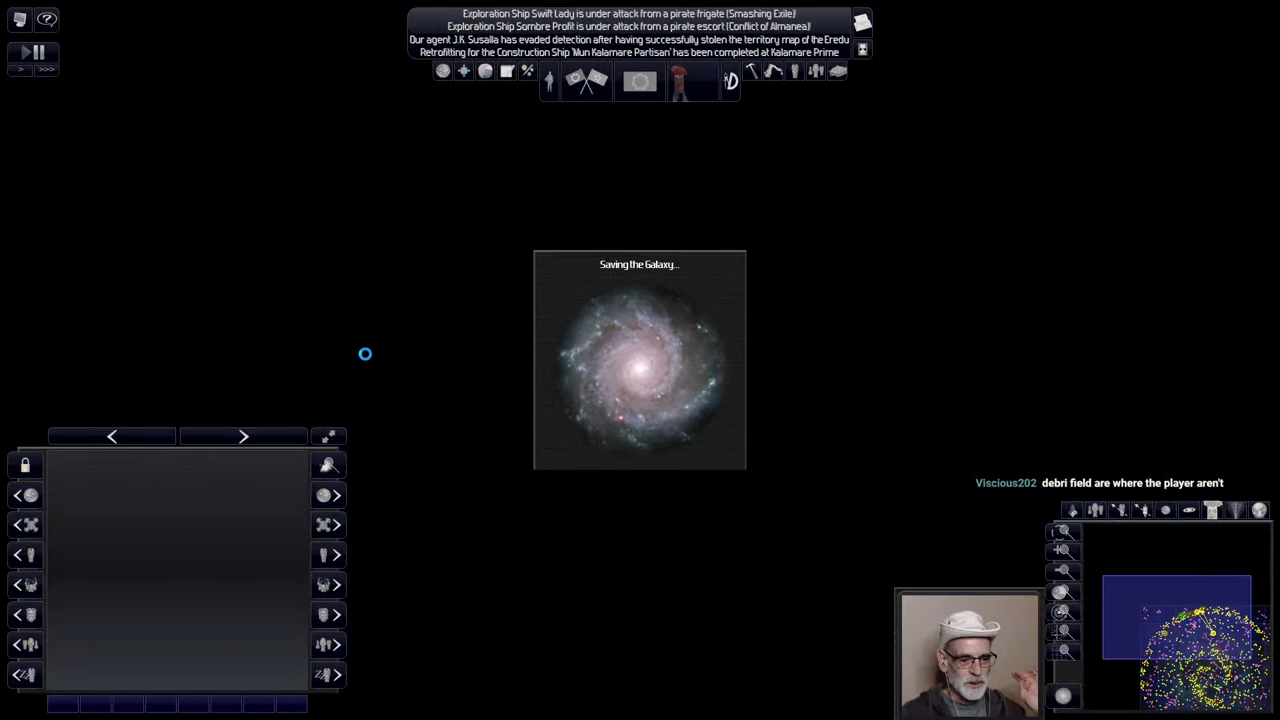 Exploration Ship Swift Lady is under attack from a pirate frigate (Smashing Exile)
Exploration Ship Sombre Profit is under attack from a pirate escort (Conflict of Almanea)
Our agent J.K. Susalla has evaded detection after having successfully stolen the territory map of the Eredu
Retrofitting for the Construction Ship 'Mun Kalamare Partisan' has been completed at Kalamare Prime
Saving the Galaxy...
Viscious202 debri field are where the player aren't